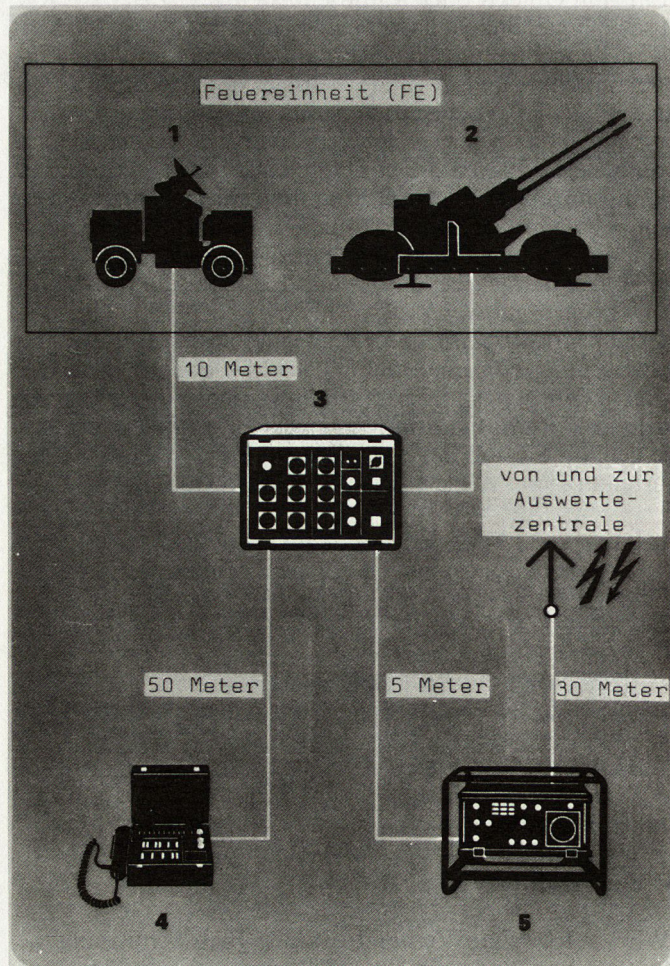 Feuereinheit (FE)
1
2
10 Meter
3
von und zur
Auswerte-
zentrale
50 Meter
5 Meter
30 Meter
4
5